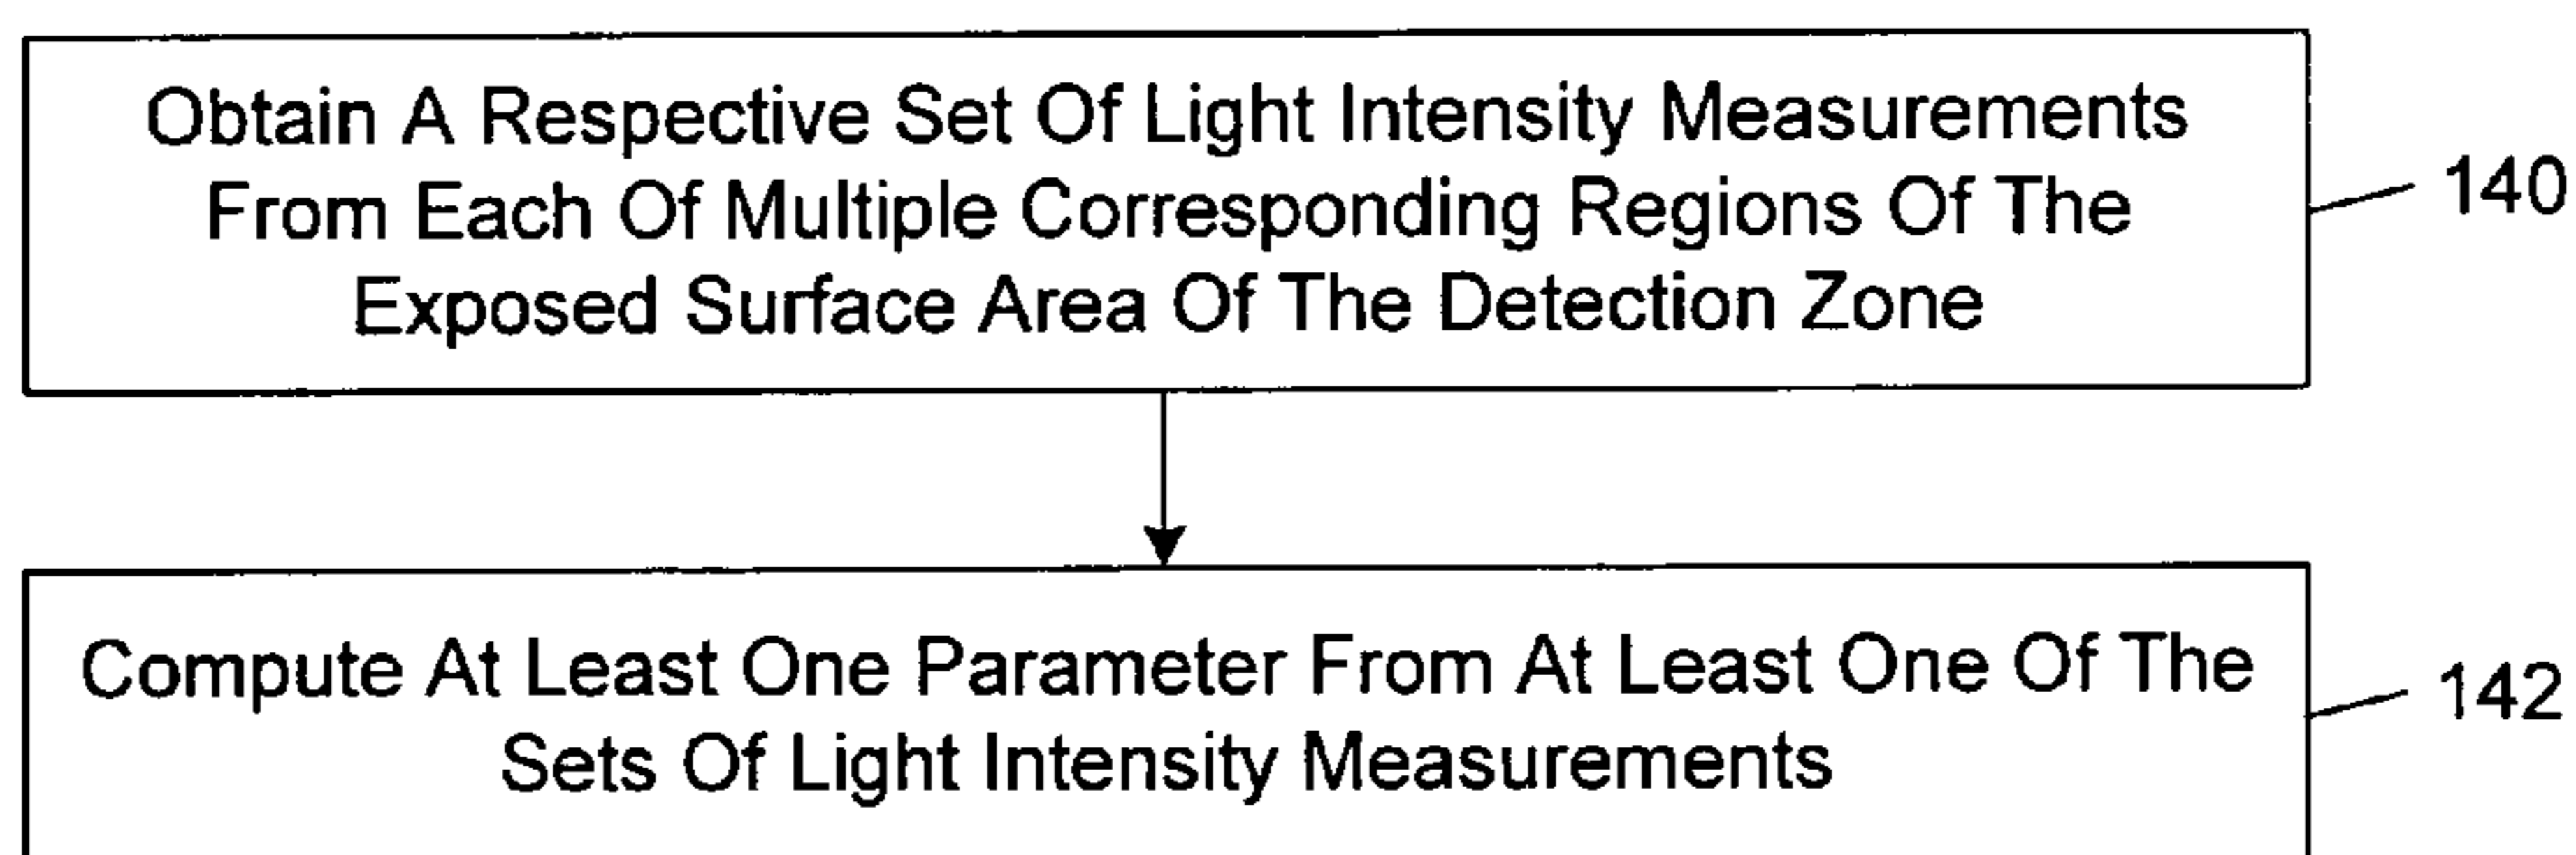 Obtain A Respective Set Of Light Intensity Measurements
From Each Of Multiple Corresponding Regions Of The
Exposed Surface Area Of The Detection Zone
140
Compute At Least One Parameter From At Least One Of The
Sets Of Light Intensity Measurements
142